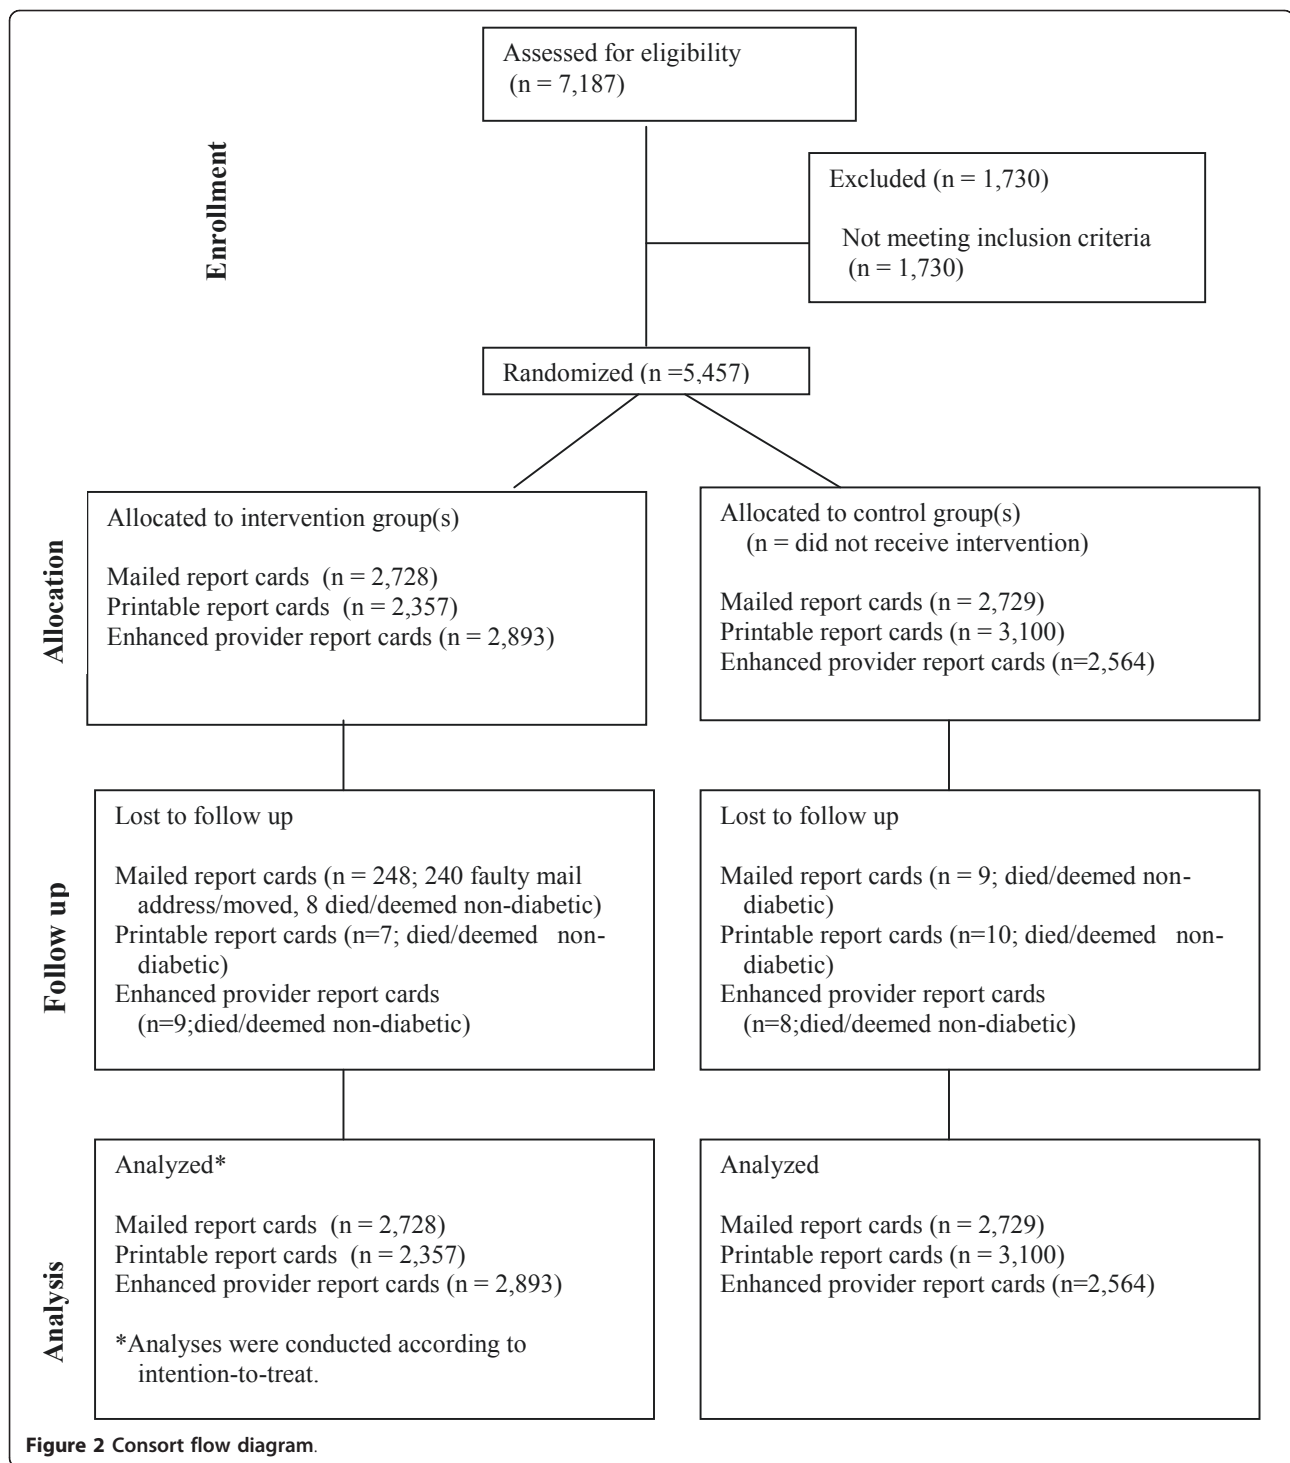 Assessed for eligibility
(n = 7,187)
Enrollment
Excluded (n = 1,730)
Not meeting inclusion criteria
(n = 1,730)
Randomized (n =5,457)
Allocation
Allocated to intervention group(s)
Mailed report cards (n = 2,728)
Printable report cards (n = 2,357)
Enhanced provider report cards (n = 2,893)
Allocated to control group(s)
(n = did not receive intervention)
Mailed report cards (n = 2,729)
Printable report cards (n = 3,100)
Enhanced provider report cards (n=2,564)
Follow up
Lost to follow up
Mailed report cards (n = 248; 240 faulty mail
address/moved, 8 died/deemed non-diabetic)
Printable report cards (n=7; died/deemed non-
diabetic)
Enhanced provider report cards
(n=9;died/deemed non-diabetic)
Lost to follow up
Mailed report cards (n = 9; died/deemed non-
diabetic)
Printable report cards (n=10; died/deemed non-
diabetic)
Enhanced provider report cards
(n=8;died/deemed non-diabetic)
Analysis
Analyzed*
Mailed report cards (n = 2,728)
Printable report cards (n = 2,357)
Enhanced provider report cards (n = 2,893)
*Analyses were conducted according to
intention-to-treat.
Analyzed
Mailed report cards (n = 2,729)
Printable report cards (n = 3,100)
Enhanced provider report cards (n=2,564)
Figure 2 Consort flow diagram.